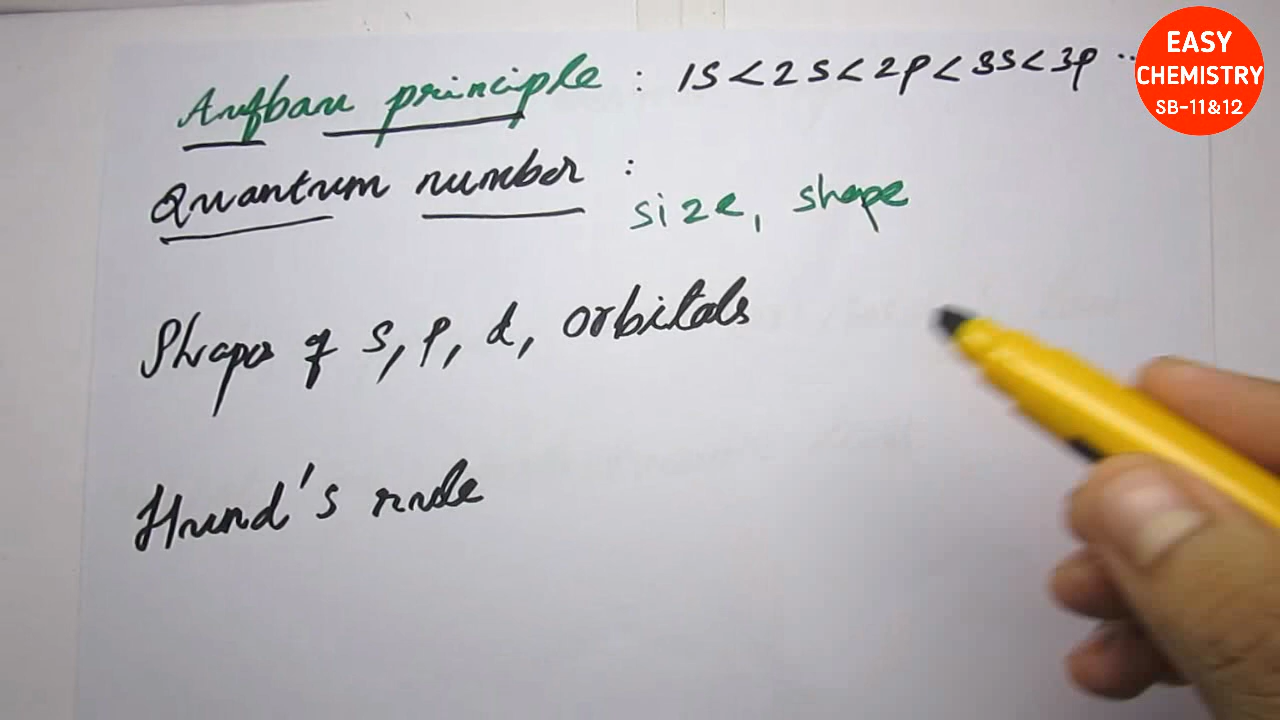 Aufbau principle : 1S < 2S < 2p < 3S < 3p ...
Quantum number :
size, shape
Shapes of s, p, d, orbitals
Hund's rule
EASY
CHEMISTRY
SB-11&12